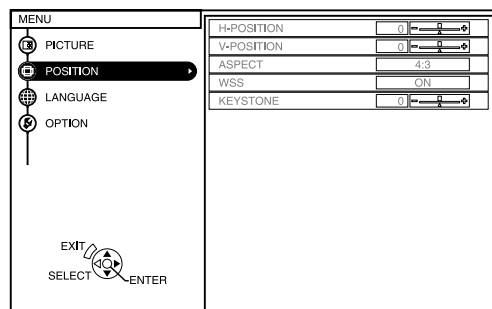 MENU
PICTURE
POSITION
LANGUAGE
OPTION
EXIT
SELECT
ENTER
H-POSITION 0 - +
V-POSITION 0 - +
ASPECT 4:3
WSS ON
KEYSTONE 0 - +